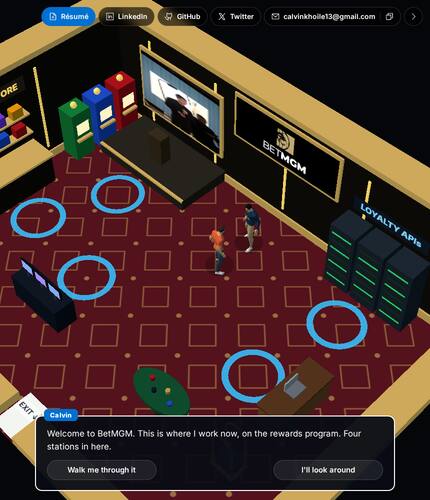 Résumé
LinkedIn
GitHub
Twitter
calvinkhoile13@gmail.com
ORE
BETMGM
LOYALTY APIs
EXIT
Calvin
Welcome to BetMGM. This is where I work now, on the rewards program. Four
stations in here.
Walk me through it
I'll look around